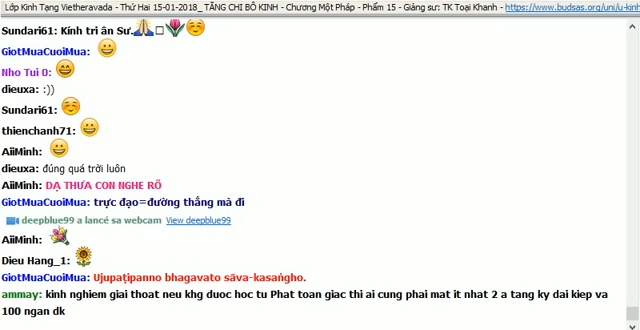 Lớp Kinh Tạng Vietheravada - Thứ Hai 15-01-2018_ TĂNG CHI BỘ KINH - Chương Một Pháp - Phẩm 15 - Giảng sư: TK Toại Khanh - https://www.budsas.org/uni/u-kinh
Sundari61: Kính tri ân Sư.🙏□🌷☺️
GiotMuaCuoiMua: 😀
Nho Tui 0: 😄
dieuxa: :))
Sundari61: ☺️
thienchanh71: 😀
AiiMinh: 😀
dieuxa: đúng quá trời luôn
AiiMinh: DẠ THƯA CON NGHE RÕ
GiotMuaCuoiMua: trực đạo=đường thẳng mà đi
deepblue99 a lancé sa webcam View deepblue99
AiiMinh: 💐
Dieu Hang_1: 🌻
GiotMuaCuoiMua: Ujupaṭipanno bhagavato sāva-kasaṅgho.
ammay: kinh nghiem giai thoat neu khg duoc hoc tu Phat toan giac thi ai cung phai mat it nhat 2 a tang ky dai kiep va
100 ngan dk